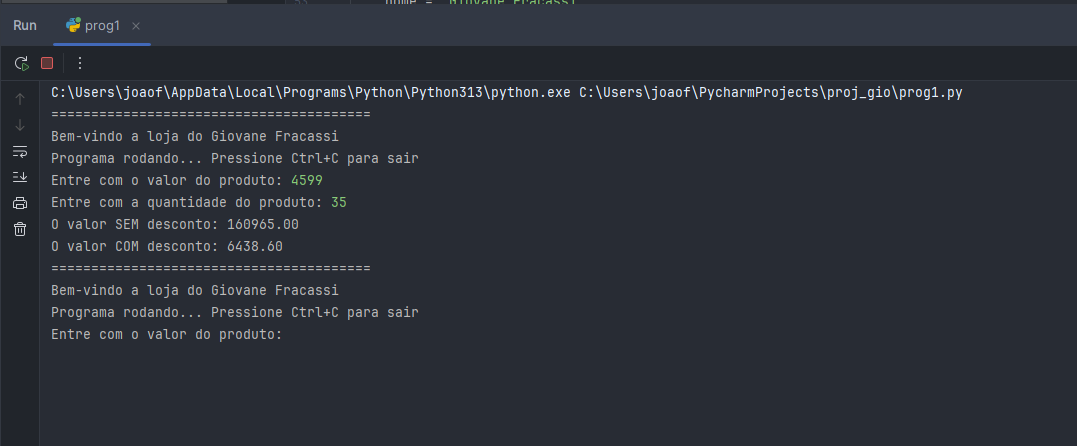 nome = "Giovane Fracassi"
Run prog1
C:\Users\joaof\AppData\Local\Programs\Python\Python313\python.exe C:\Users\joaof\PycharmProjects\proj_gio\prog1.py
========================================
Bem-vindo a loja do Giovane Fracassi
Programa rodando... Pressione Ctrl+C para sair
Entre com o valor do produto: 4599
Entre com a quantidade do produto: 35
O valor SEM desconto: 160965.00
O valor COM desconto: 6438.60
========================================
Bem-vindo a loja do Giovane Fracassi
Programa rodando... Pressione Ctrl+C para sair
Entre com o valor do produto: